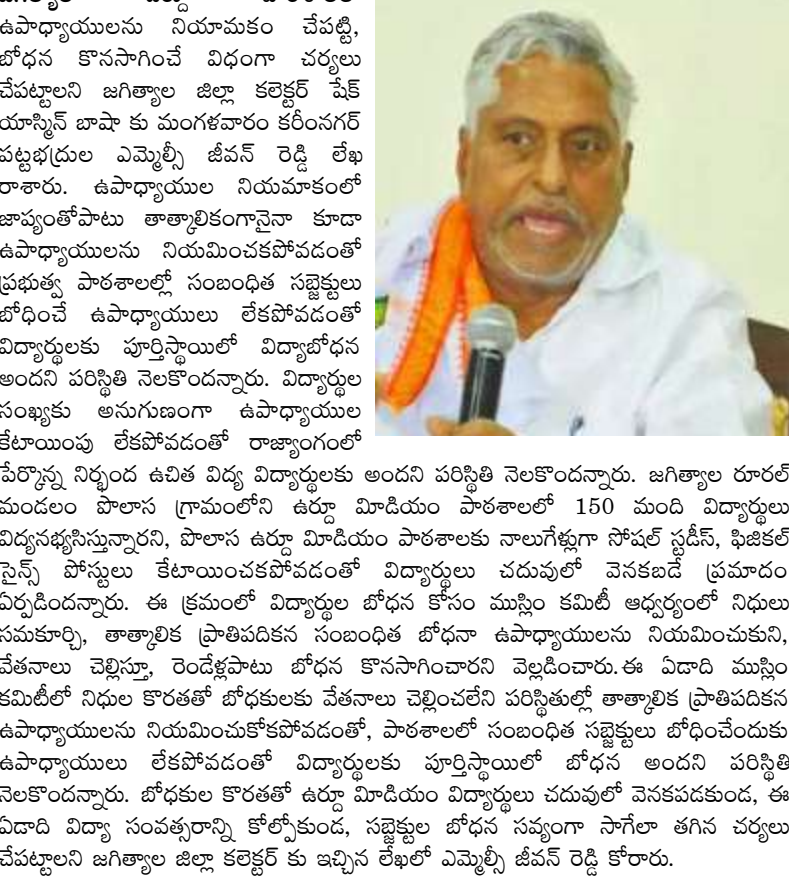 ఉపాధ్యాయులను నియామకం చేపట్టి,
బోధన కొనసాగించే విధంగా చర్యలు
చేపట్టాలని జగిత్యాల జిల్లా కలెక్టర్ షేక్
యాస్మిన్ బాషా కు మంగళవారం కరీంనగర్
పట్టభద్రుల ఎమ్మెల్సీ జీవన్ రెడ్డి లేఖ
రాశారు. ఉపాధ్యాయుల నియమాకంలో
జాప్యంతోపాటు తాత్కాలికంగానైనా కూడా
ఉపాధ్యాయులను నియమించకపోవడంతో
ప్రభుత్వ పాఠశాలల్లో సంబంధిత సబ్జెక్టులు
బోధించే ఉపాధ్యాయులు లేకపోవడంతో
విద్యార్థులకు పూర్తిస్థాయిలో విద్యాబోధన
అందని పరిస్థితి నెలకొందన్నారు. విద్యార్థుల
సంఖ్యకు అనుగుణంగా ఉపాధ్యాయుల
కేటాయింపు లేకపోవడంతో రాజ్యాంగంలో
పేర్కొన్న నిర్భంద ఉచిత విద్య విద్యార్థులకు అందని పరిస్థితి నెలకొందన్నారు. జగిత్యాల రూరల్
మండలం పొలాస గ్రామంలోని ఉర్దూ మీడియం పాఠశాలలో 150 మంది విద్యార్థులు
విద్యనభ్యసిస్తున్నారని, పొలాస ఉర్దూ మీడియం పాఠశాలకు నాలుగేళ్లుగా సోషల్ స్టడీస్, ఫిజికల్
సైన్స్ పోస్టులు కేటాయించకపోవడంతో విద్యార్థులు చదువులో వెనకబడే ప్రమాదం
ఏర్పడిందన్నారు. ఈ క్రమంలో విద్యార్థుల బోధన కోసం ముస్లిం కమిటీ ఆధ్వర్యంలో నిధులు
సమకూర్చి, తాత్కాలిక ప్రాతిపదికన సంబంధిత బోధనా ఉపాధ్యాయులను నియమించుకుని,
వేతనాలు చెల్లిస్తూ, రెండేళ్లపాటు బోధన కొనసాగించారని వెల్లడించారు.ఈ ఏడాది ముస్లిం
కమిటీలో నిధుల కొరతతో బోధకులకు వేతనాలు చెల్లించలేని పరిస్థితుల్లో తాత్కాలిక ప్రాతిపదికన
ఉపాధ్యాయులను నియమించుకోకపోవడంతో, పాఠశాలలో సంబంధిత సబ్జెక్టులు బోధించేందుకు
ఉపాధ్యాయులు లేకపోవడంతో విద్యార్థులకు పూర్తిస్థాయిలో బోధన అందని పరిస్థితి
నెలకొందన్నారు. బోధకుల కొరతతో ఉర్దూ మీడియం విద్యార్థులు చదువులో వెనకపడకుండ, ఈ
ఏడాది విద్యా సంవత్సరాన్ని కోల్పోకుండ, సబ్జెక్టుల బోధన సవ్యంగా సాగేలా తగిన చర్యలు
చేపట్టాలని జగిత్యాల జిల్లా కలెక్టర్ కు ఇచ్చిన లేఖలో ఎమ్మెల్సీ జీవన్ రెడ్డి కోరారు.